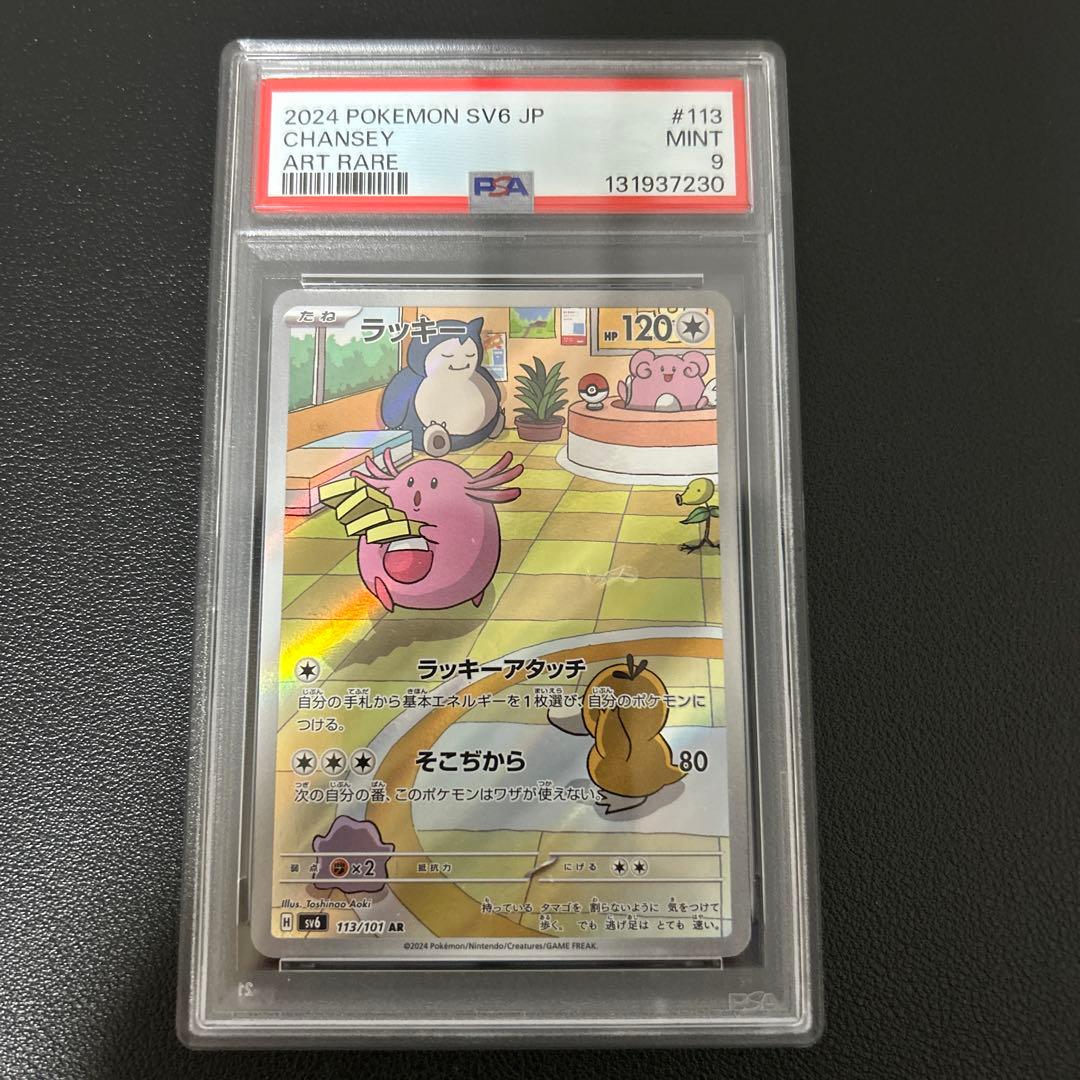 2024 POKEMON SV6 JP #113
CHANSEY MINT
ART RARE 9
PSA 131937230
たね ラッキー HP 120
ラッキーアタッチ
自分の手札から基本エネルギーを1枚選び、自分のポケモンに
つける。
そこぢから 80
次の自分の番、このポケモンはワザが使えない。
弱点 ×2 抵抗力 にげる
Illus. Toshinao Aoki
持っている タマゴを 割らないように 気をつけて
歩く。でも 逃げ足は とても 速い。
H SV6 113/101 AR
©2024 Pokémon/Nintendo/Creatures/GAME FREAK.
PSA